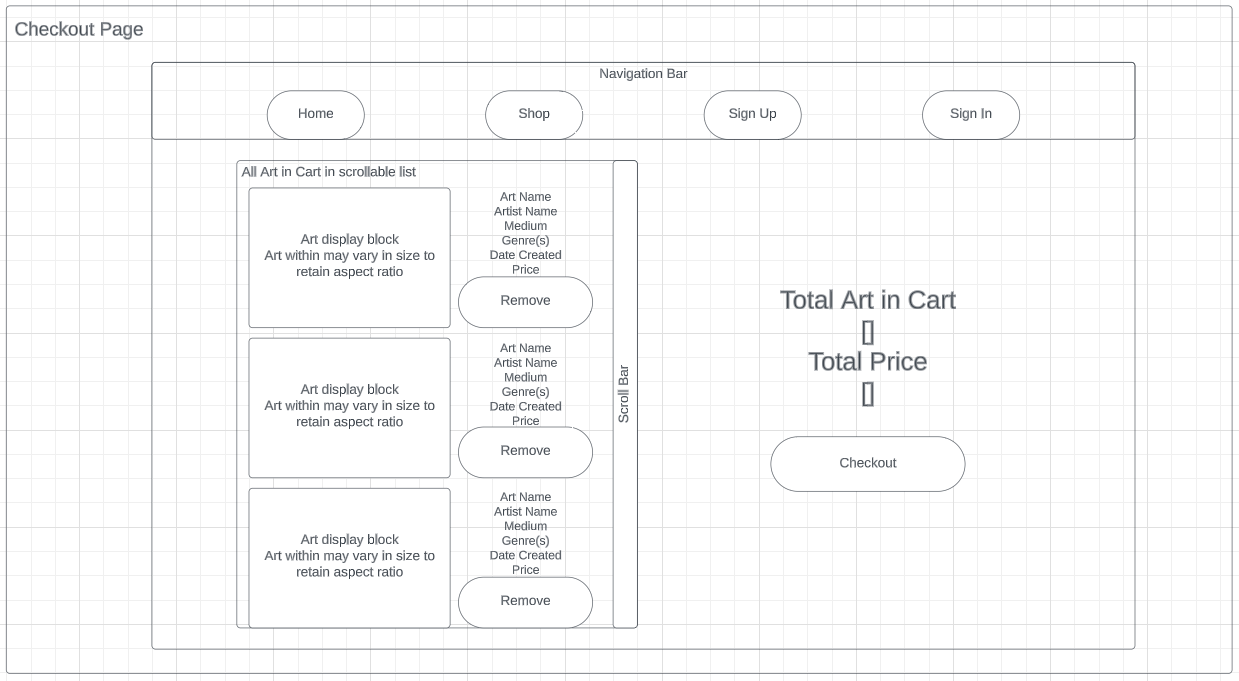 Checkout Page
Navigation Bar
Home
Shop
Sign Up
Sign In
All Art in Cart in scrollable list
Art display block
Art within may vary in size to
retain aspect ratio
Art Name
Artist Name
Medium
Genre(s)
Date Created
Price
Remove
Art display block
Art within may vary in size to
retain aspect ratio
Art Name
Artist Name
Medium
Genre(s)
Date Created
Price
Remove
Art display block
Art within may vary in size to
retain aspect ratio
Art Name
Artist Name
Medium
Genre(s)
Date Created
Price
Remove
Scroll Bar
Total Art in Cart
[]
Total Price
[]
Checkout